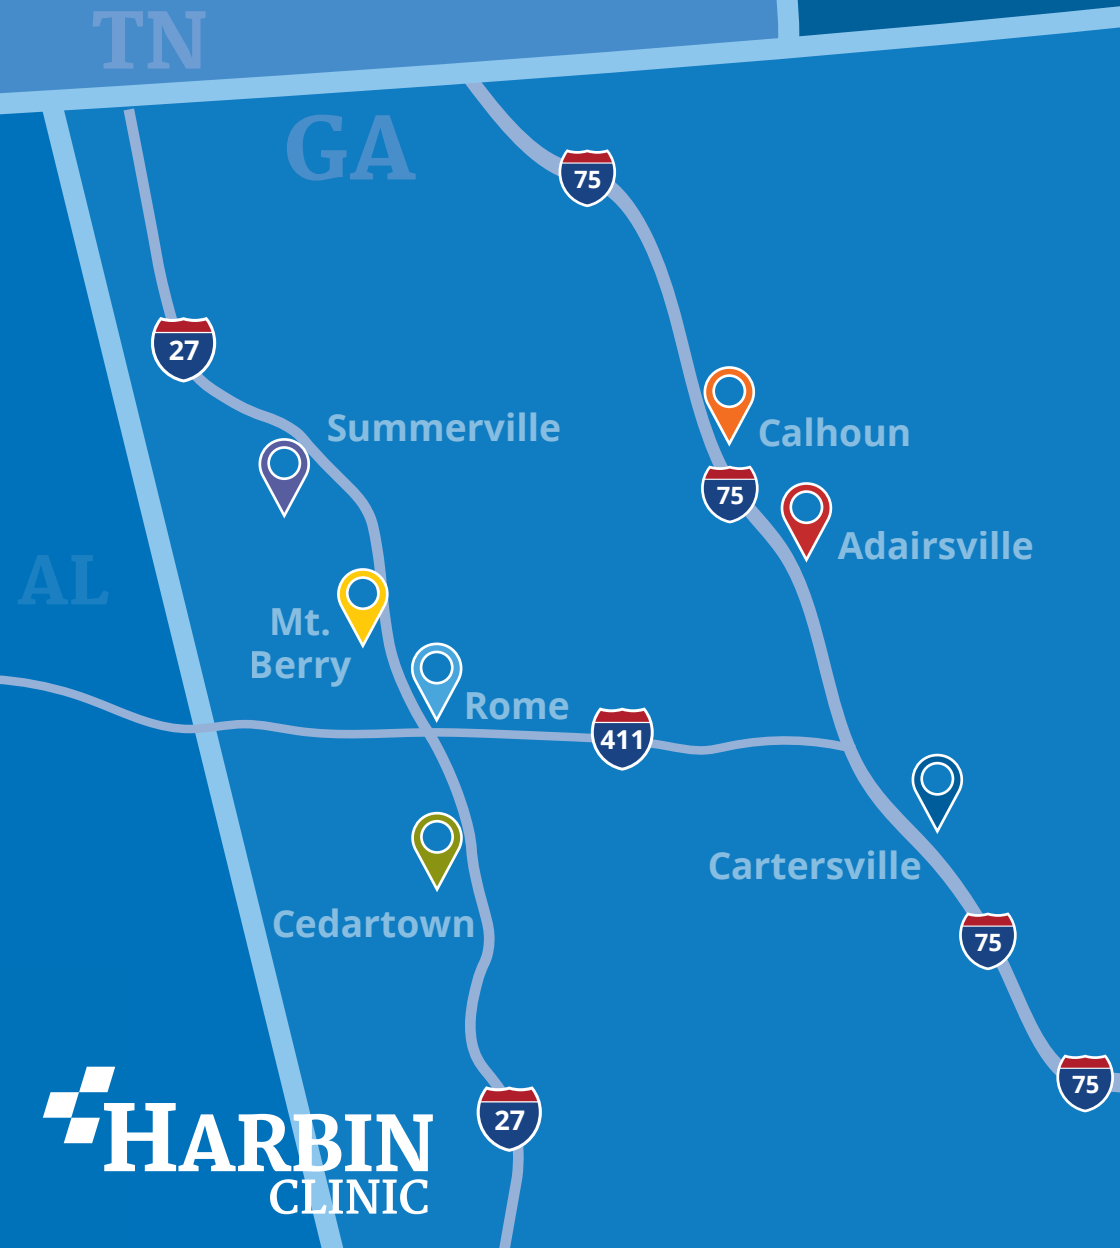 TN
GA
75
27
Summerville
Calhoun
75
Adairsville
AL
Mt.
Berry
Rome
411
Cartersville
Cedartown
75
75
27
HARBIN
CLINIC